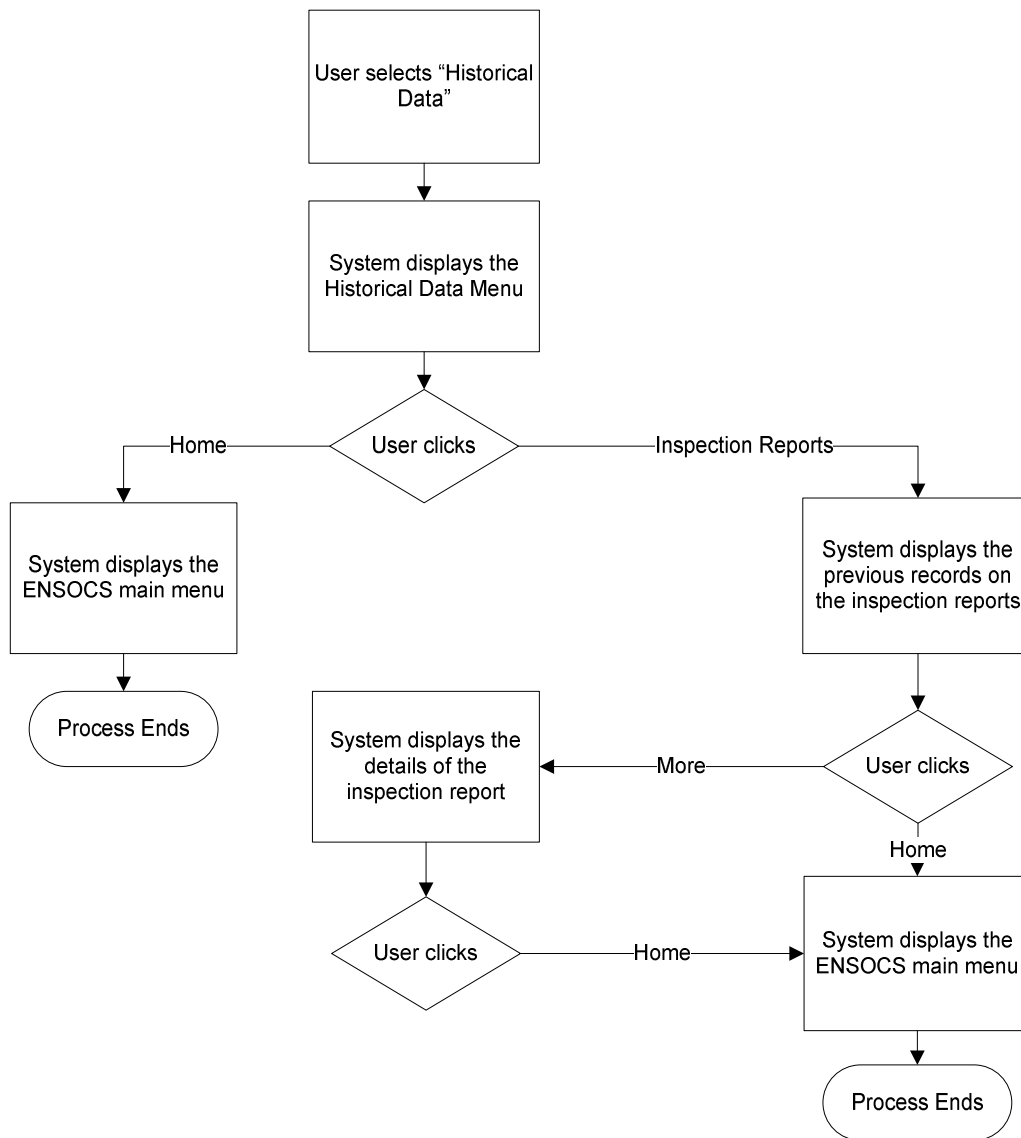 User selects “Historical
Data”
System displays the
Historical Data Menu
User clicks
Home
Inspection Reports
System displays the
ENSOCS main menu
System displays the
previous records on
the inspection reports
Process Ends
System displays the
details of the
inspection report
More
User clicks
Home
User clicks
Home
System displays the
ENSOCS main menu
Process Ends